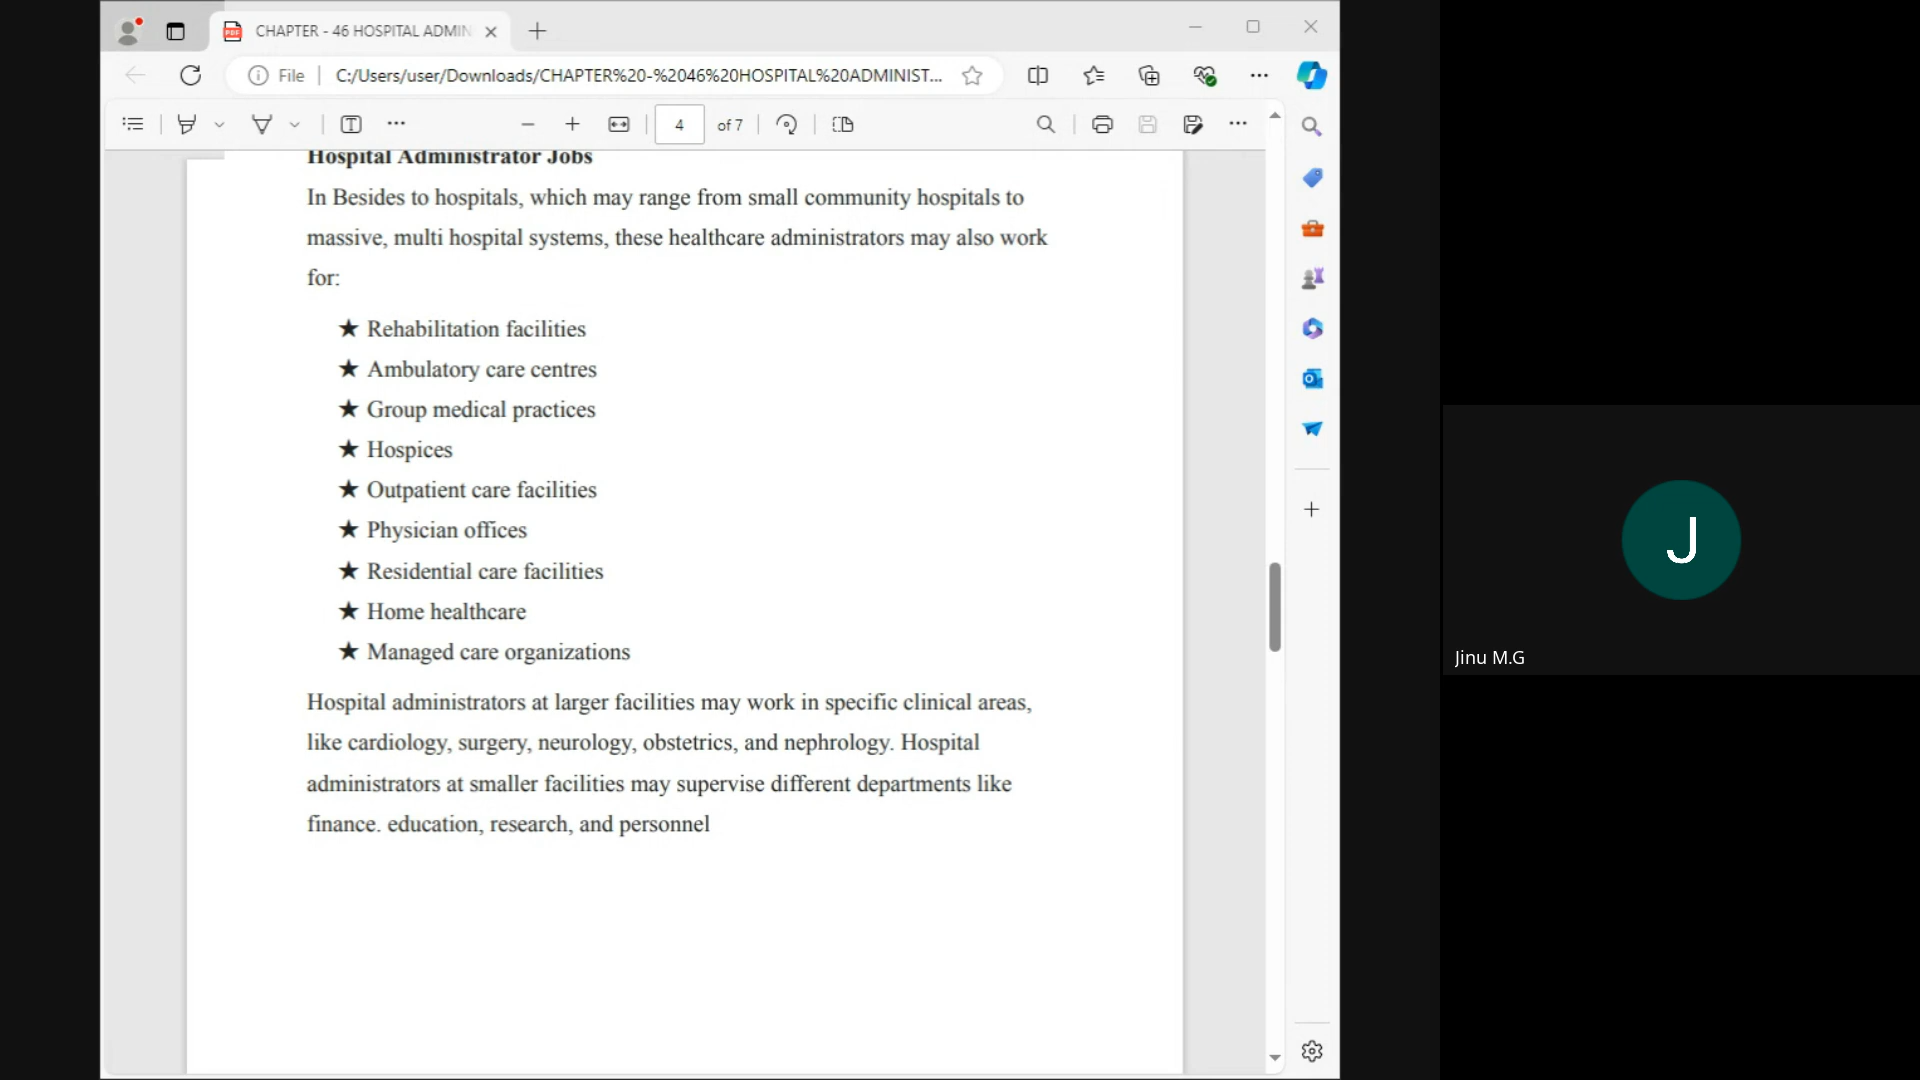 CHAPTER - 46 HOSPITAL ADMIN
File
C:/Users/user/Downloads/CHAPTER%20-%2046%20HOSPITAL%20ADMINIST...
4 of 7
Hospital Administrator Jobs
In Besides to hospitals, which may range from small community hospitals to
massive, multi hospital systems, these healthcare administrators may also work
for:
★ Rehabilitation facilities
★ Ambulatory care centres
★ Group medical practices
★ Hospices
★ Outpatient care facilities
★ Physician offices
★ Residential care facilities
★ Home healthcare
★ Managed care organizations
Hospital administrators at larger facilities may work in specific clinical areas,
like cardiology, surgery, neurology, obstetrics, and nephrology. Hospital
administrators at smaller facilities may supervise different departments like
finance. education, research, and personnel
J
Jinu M.G